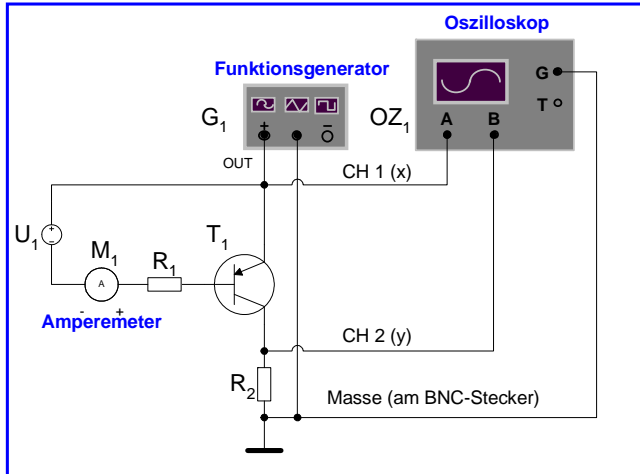 Oszilloskop
Funktionsgenerator
G
G1
OZ1
T
+
–
A
B
OUT
CH 1 (x)
U1
+
–
T1
M1
R1
A
- +
Amperemeter
CH 2 (y)
R2
Masse (am BNC-Stecker)